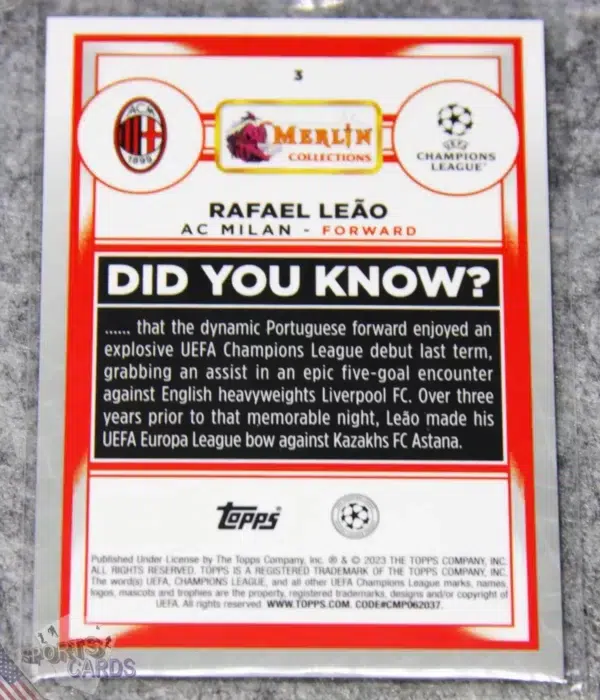 3
ACM
1899
MERLIN
COLLECTIONS
UEFA
CHAMPIONS
LEAGUE
RAFAEL LEÃO
AC MILAN - FORWARD
DID YOU KNOW?
...... that the dynamic Portuguese forward enjoyed an
explosive UEFA Champions League debut last term,
grabbing an assist in an epic five-goal encounter
against English heavyweights Liverpool FC. Over three
years prior to that memorable night, Leão made his
UEFA Europa League bow against Kazakhs FC Astana.
Topps
Published Under License by The Topps Company, Inc. ® & © 2023 THE TOPPS COMPANY, INC.
ALL RIGHTS RESERVED. TOPPS IS A REGISTERED TRADEMARK OF THE TOPPS COMPANY, INC.
The word(s) UEFA, CHAMPIONS LEAGUE, and all other UEFA Champions League marks, names,
logos, mascots and trophies are the property, registered trademarks, designs and/or copyright of
UEFA. All rights reserved. WWW.TOPPS.COM. CODE#CMP062037.
LA
SPORTS
CARDS